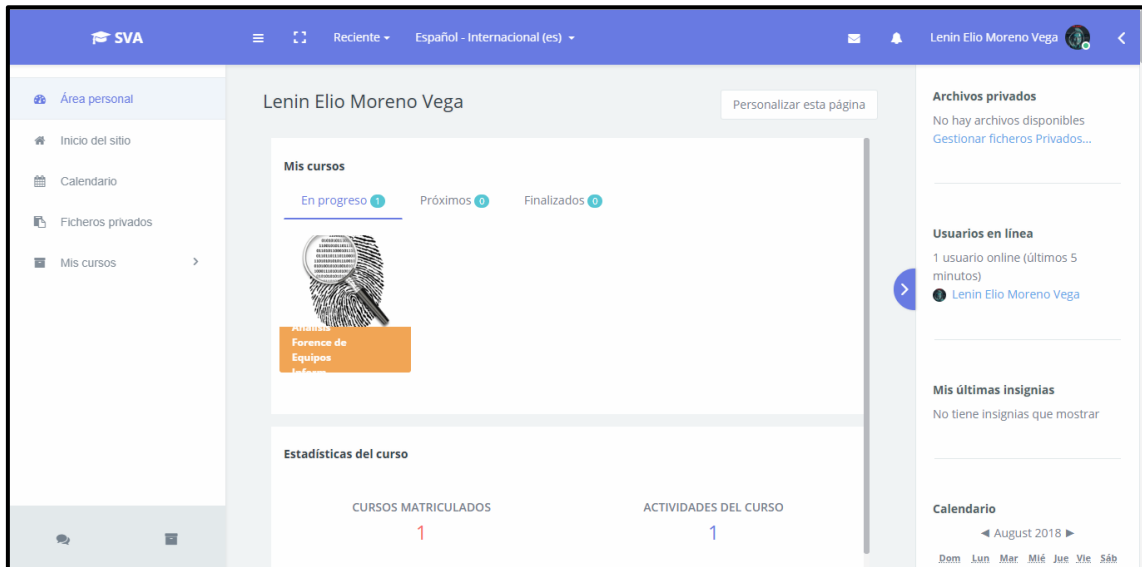 SVA
Reciente
Español - Internacional (es)
Lenin Elio Moreno Vega
Área personal
Inicio del sitio
Calendario
Ficheros privados
Mis cursos
Lenin Elio Moreno Vega
Personalizar esta página
Mis cursos
En progreso 1
Próximos 0
Finalizados 0
Análisis
Forence de
Equipos
Inform
Estadísticas del curso
CURSOS MATRICULADOS
1
ACTIVIDADES DEL CURSO
1
Archivos privados
No hay archivos disponibles
Gestionar ficheros Privados...
Usuarios en línea
1 usuario online (últimos 5
minutos)
Lenin Elio Moreno Vega
Mis últimas insignias
No tiene insignias que mostrar
Calendario
◄ August 2018 ►
Dom Lun Mar Mié Jue Vie Sáb